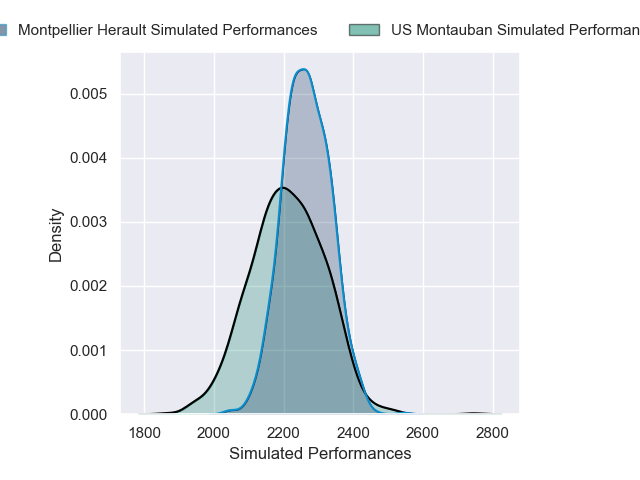 Montpellier Herault Simulated Performances
US Montauban Simulated Performan
0.005
0.004
0.003
0.002
0.001
0.000
Density
1800 2000 2200 2400 2600 2800
Simulated Performances